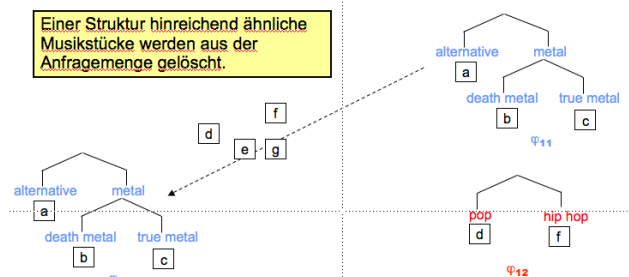 Einer Struktur hinreichend ähnliche
Musikstücke werden aus der
Anfragemenge gelöscht.
alternative metal
a
death metal true metal
b c
φ11
f
d
e g
alternative metal
a
death metal true metal
b c
pop hip hop
d f
φ12